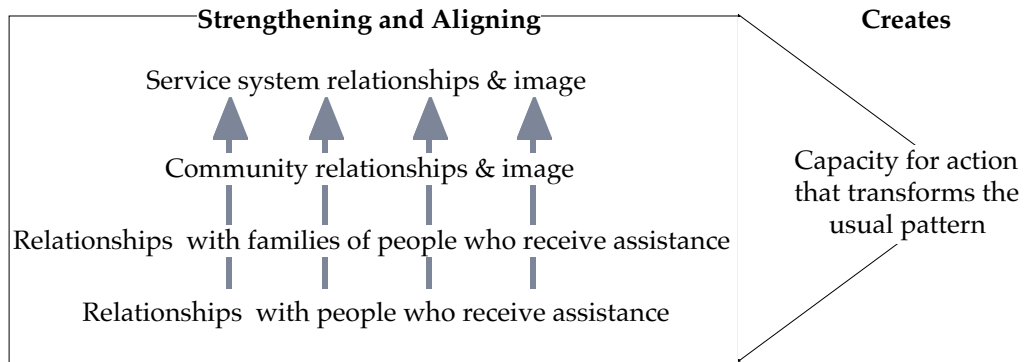 Strengthening and Aligning
Creates
Service system relationships & image
Community relationships & image
Relationships with families of people who receive assistance
Relationships with people who receive assistance
Capacity for action
that transforms the
usual pattern